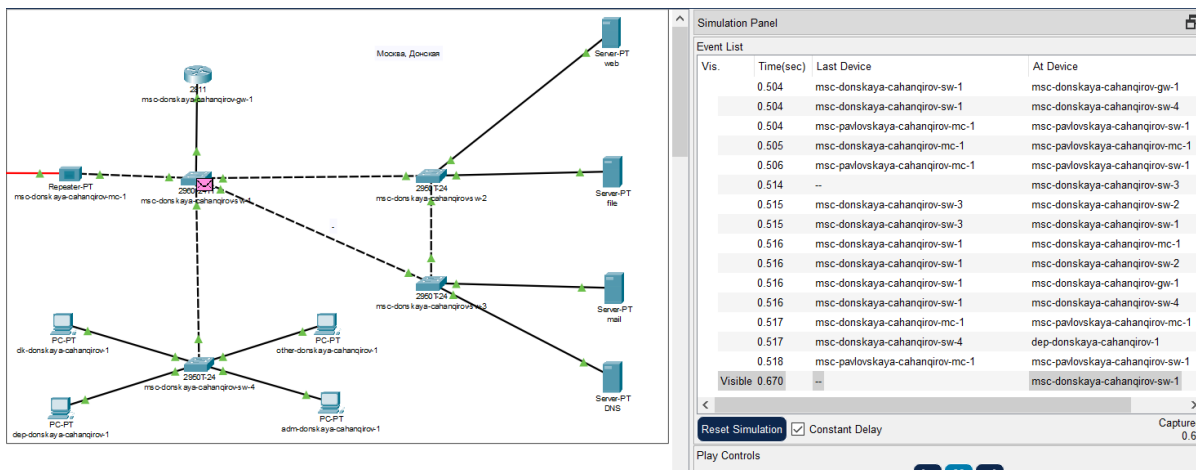 Simulation Panel
Event List
Vis. Time(sec) Last Device At Device
0.504 msc-donskaya-cahanqirov-sw-1 msc-donskaya-cahanqirov-gw-1
0.504 msc-donskaya-cahanqirov-sw-1 msc-donskaya-cahanqirov-sw-4
0.504 msc-pavlovskaya-cahanqirov-mc-1 msc-pavlovskaya-cahanqirov-sw-1
0.505 msc-donskaya-cahanqirov-mc-1 msc-pavlovskaya-cahanqirov-mc-1
0.506 msc-pavlovskaya-cahanqirov-mc-1 msc-pavlovskaya-cahanqirov-sw-1
0.514 -- msc-donskaya-cahanqirov-sw-3
0.515 msc-donskaya-cahanqirov-sw-3 msc-donskaya-cahanqirov-sw-2
0.515 msc-donskaya-cahanqirov-sw-3 msc-donskaya-cahanqirov-sw-1
0.516 msc-donskaya-cahanqirov-sw-1 msc-donskaya-cahanqirov-mc-1
0.516 msc-donskaya-cahanqirov-sw-1 msc-donskaya-cahanqirov-sw-2
0.516 msc-donskaya-cahanqirov-sw-1 msc-donskaya-cahanqirov-gw-1
0.516 msc-donskaya-cahanqirov-sw-1 msc-donskaya-cahanqirov-sw-4
0.517 msc-donskaya-cahanqirov-mc-1 msc-pavlovskaya-cahanqirov-mc-1
0.517 msc-donskaya-cahanqirov-sw-4 dep-donskaya-cahanqirov-1
0.518 msc-pavlovskaya-cahanqirov-mc-1 msc-pavlovskaya-cahanqirov-sw-1
Visible 0.670 -- msc-donskaya-cahanqirov-sw-1
Reset Simulation Constant Delay Capture
0.6
Play Controls
Москва, Донская
Server-PT
web
2811
msc-donskaya-cahanqirov-gw-1
Repeater-PT
msc-donskaya-cahanqirov-mc-1
msc-donskaya-cahanqirov-sw-1
2950T-24
msc-donskaya-cahanqirov-sw-2
Server-PT
file
2950T-24
msc-donskaya-cahanqirov-sw-3
Server-PT
mail
PC-PT
dk-donskaya-cahanqirov-1
PC-PT
other-donskaya-cahanqirov-1
2950T-24
msc-donskaya-cahanqirov-sw-4
Server-PT
DNS
PC-PT
dep-donskaya-cahanqirov-1
PC-PT
adm-donskaya-cahanqirov-1